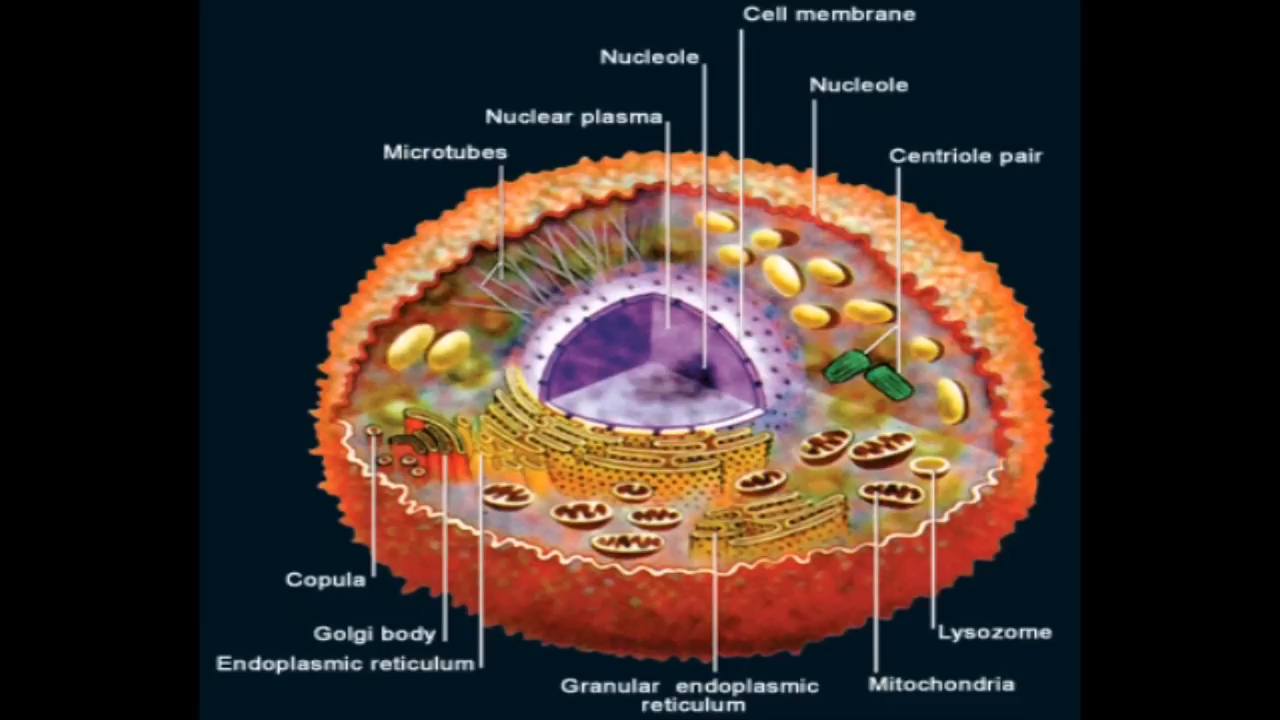 Cell membrane
Nucleole
Nucleole
Nuclear plasma
Microtubes
Centriole pair
Copula
Golgi body
Lysozome
Endoplasmic reticulum
Granular endoplasmic
reticulum
Mitochondria